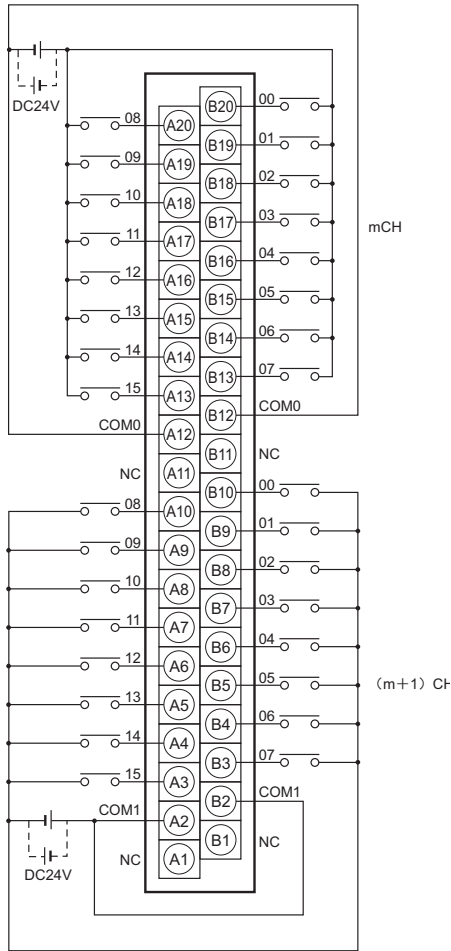 DC24V
B20 00
08 A20
B19 01
09 A19
B18 02
10 A18
B17 03
mCH
11 A17
B16 04
12 A16
B15 05
13 A15
B14 06
14 A14
B13 07
15 A13
B12 COM0
COM0 A12
B11 NC
NC A11
B10 00
08 A10
B9 01
09 A9
B8 02
10 A8
B7 03
11 A7
B6 04
12 A6
B5 05
(m+1) CH
13 A5
B4 06
14 A4
B3 07
15 A3
B2 COM1
COM1 A2
B1 NC
NC A1
DC24V